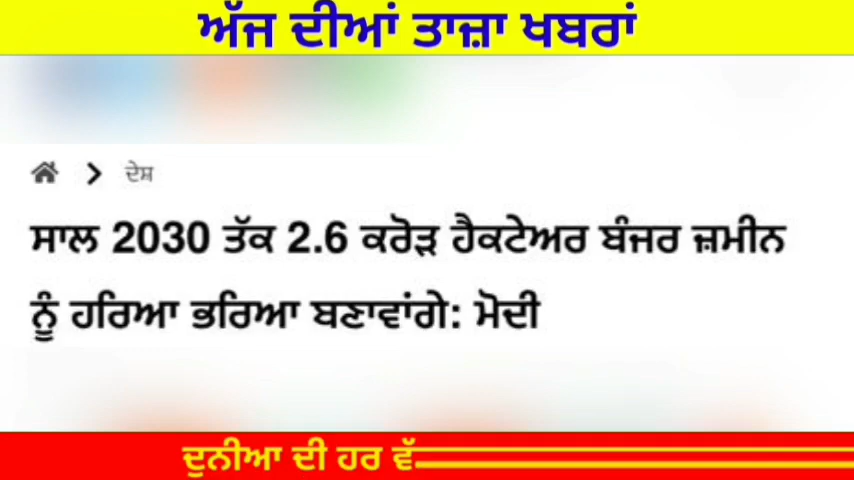 ਅੱਜ ਦੀਆਂ ਤਾਜ਼ਾ ਖਬਰਾਂ
ਦੇਸ਼
ਸਾਲ 2030 ਤੱਕ 2.6 ਕਰੋੜ ਹੈਕਟੇਅਰ ਬੰਜਰ ਜ਼ਮੀਨ
ਨੂੰ ਹਰਿਆ ਭਰਿਆ ਬਣਾਵਾਂਗੇ: ਮੋਦੀ
ਦੁਨੀਆ ਦੀ ਹਰ ਵੱ